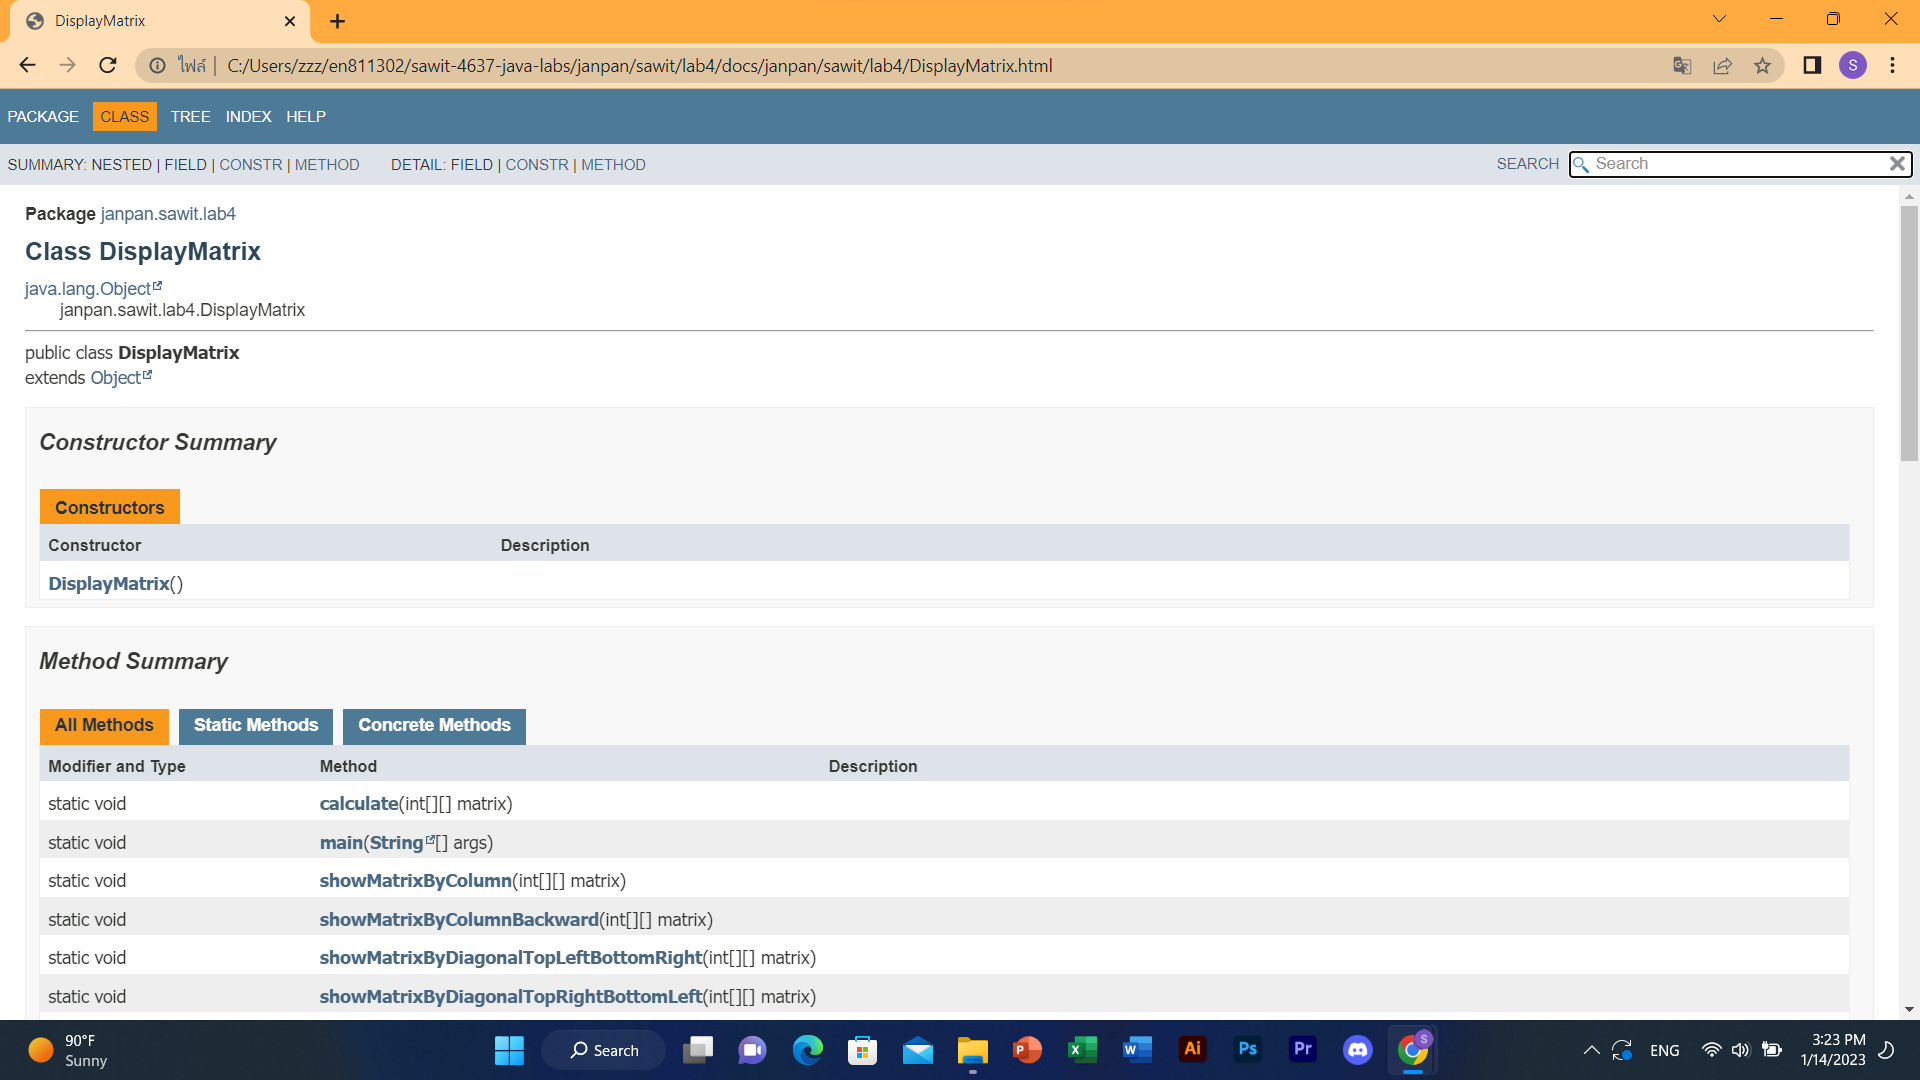 DisplayMatrix
ไฟล์ | C:/Users/zzz/en811302/sawit-4637-java-labs/janpan/sawit/lab4/docs/janpan/sawit/lab4/DisplayMatrix.html
S
PACKAGE CLASS TREE INDEX HELP
SUMMARY: NESTED | FIELD | CONSTR | METHOD DETAIL: FIELD | CONSTR | METHOD SEARCH Search
Package janpan.sawit.lab4
Class DisplayMatrix
java.lang.Object
janpan.sawit.lab4.DisplayMatrix
public class DisplayMatrix
extends Object
Constructor Summary
Constructors
Constructor Description
DisplayMatrix()
Method Summary
All Methods Static Methods Concrete Methods
Modifier and Type Method Description
static void calculate(int[][] matrix)
static void main(String[] args)
static void showMatrixByColumn(int[][] matrix)
static void showMatrixByColumnBackward(int[][] matrix)
static void showMatrixByDiagonalTopLeftBottomRight(int[][] matrix)
static void showMatrixByDiagonalTopRightBottomLeft(int[][] matrix)
90°F
Sunny
Search
P
X
W
Ai
Ps
Pr
S
ENG
3:23 PM
1/14/2023